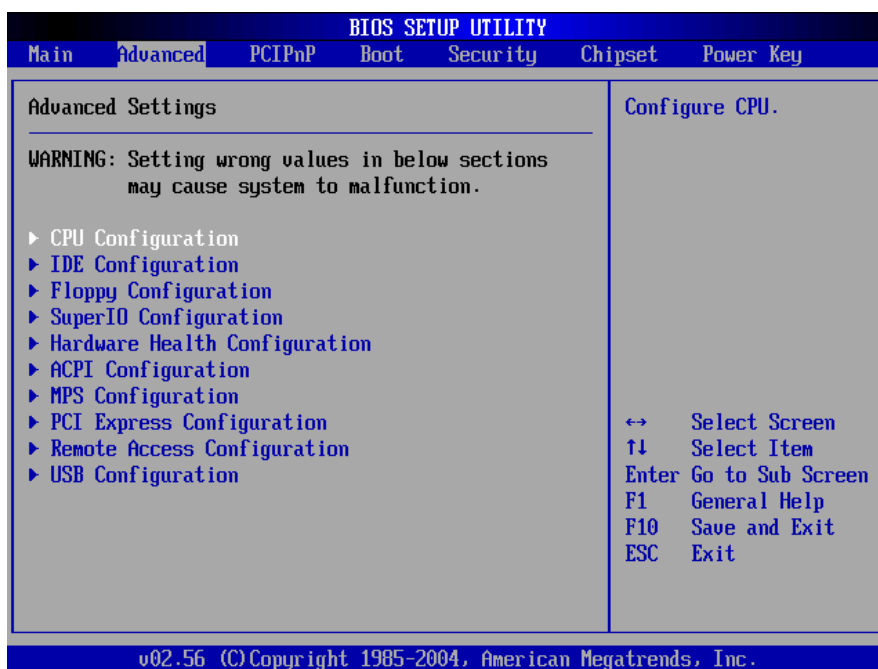 BIOS SETUP UTILITY
Main Advanced PCIPnP Boot Security Chipset Power Key
Advanced Settings
WARNING: Setting wrong values in below sections
may cause system to malfunction.
▶ CPU Configuration
▶ IDE Configuration
▶ Floppy Configuration
▶ SuperIO Configuration
▶ Hardware Health Configuration
▶ ACPI Configuration
▶ MPS Configuration
▶ PCI Express Configuration
▶ Remote Access Configuration
▶ USB Configuration
Configure CPU.
↔ Select Screen
↑↓ Select Item
Enter Go to Sub Screen
F1 General Help
F10 Save and Exit
ESC Exit
v02.56 (C)Copyright 1985-2004, American Megatrends, Inc.